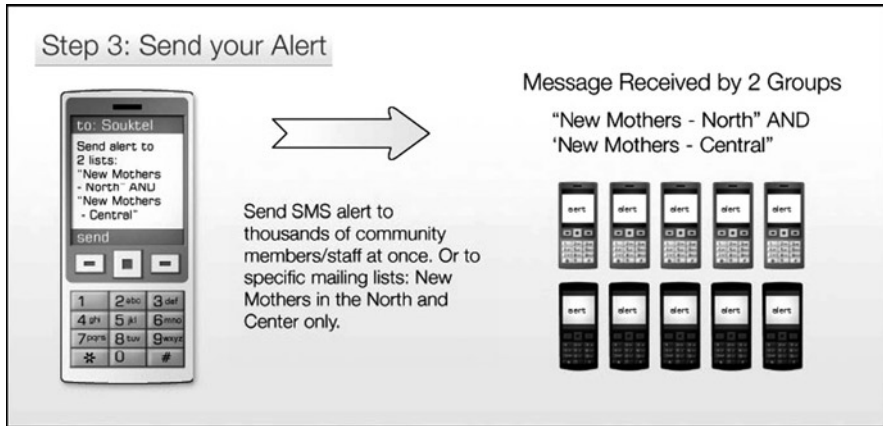 Step 3: Send your Alert
to: Souktel
Send alert to
2 lists:
"New Mothers
- North" AND
"New Mothers
- Central"
send
1 2abc 3def
4ghi 5jkl 6mno
7pqrs 8tuv 9wxyz
* 0 #
Send SMS alert to
thousands of community
members/staff at once. Or to
specific mailing lists: New
Mothers in the North and
Center only.
Message Received by 2 Groups
"New Mothers - North" AND
'New Mothers - Central"
alert alert alert alert alert
alert alert alert alert alert